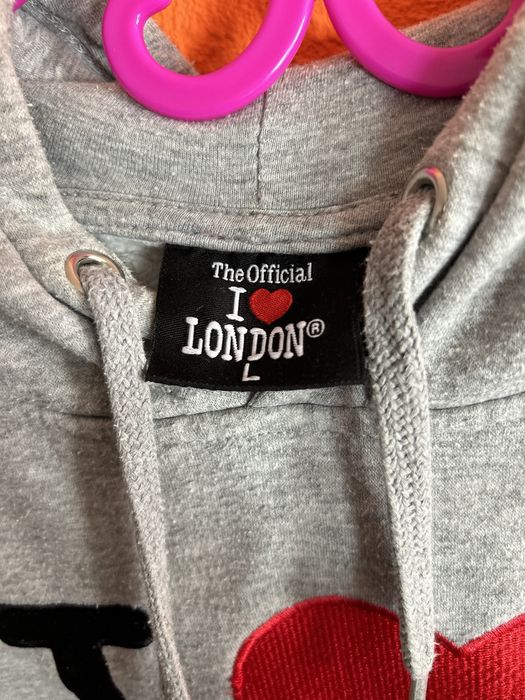 The Official
I ❤
LONDON®
L
I ❤